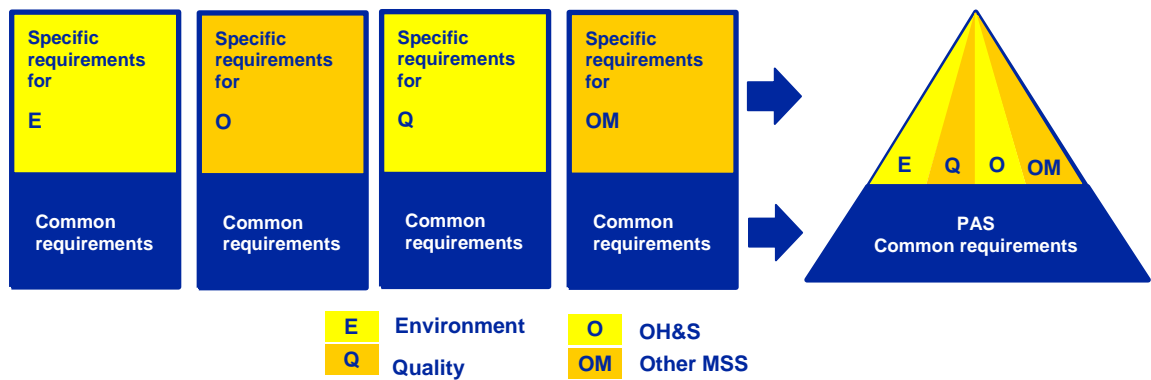 Specific
requirements
for
E
Common
requirements
Specific
requirements
for
O
Common
requirements
Specific
requirements
for
Q
Common
requirements
Specific
requirements
for
OM
Common
requirements
E Q O OM
PAS
Common requirements
E Environment
Q Quality
O OH&S
OM Other MSS